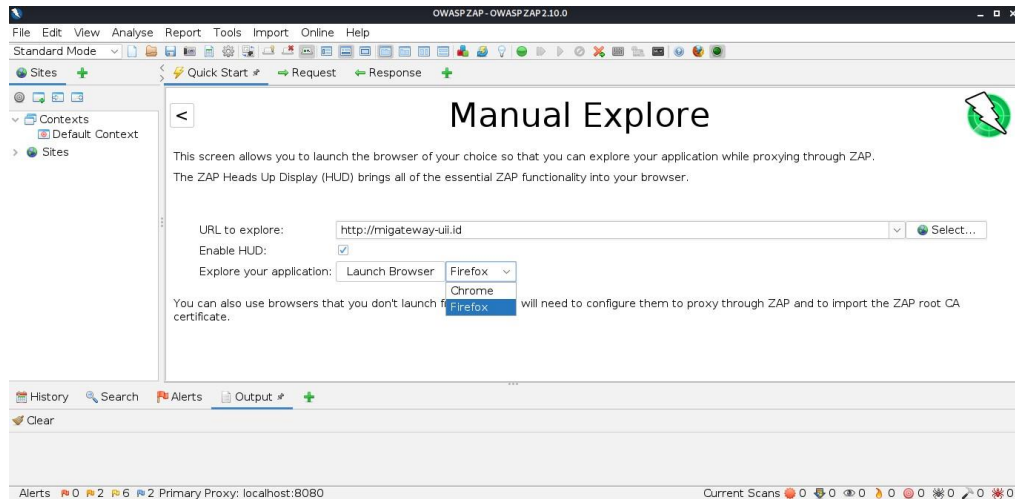 OWASP ZAP - OWASP ZAP 2.10.0
File Edit View Analyse Report Tools Import Online Help
Standard Mode
Sites
Quick Start Request Response
< Manual Explore
Contexts
Default Context
Sites
This screen allows you to launch the browser of your choice so that you can explore your application while proxying through ZAP.
The ZAP Heads Up Display (HUD) brings all of the essential ZAP functionality into your browser.
URL to explore: http://migateway-uii.id Select...
Enable HUD:
Explore your application: Launch Browser Firefox
Chrome
Firefox
You can also use browsers that you don't launch f will need to configure them to proxy through ZAP and to import the ZAP root CA
certificate.
History Search Alerts Output
Clear
Alerts 0 2 6 2 Primary Proxy: localhost:8080 Current Scans 0 0 0 0 0 0 0 0